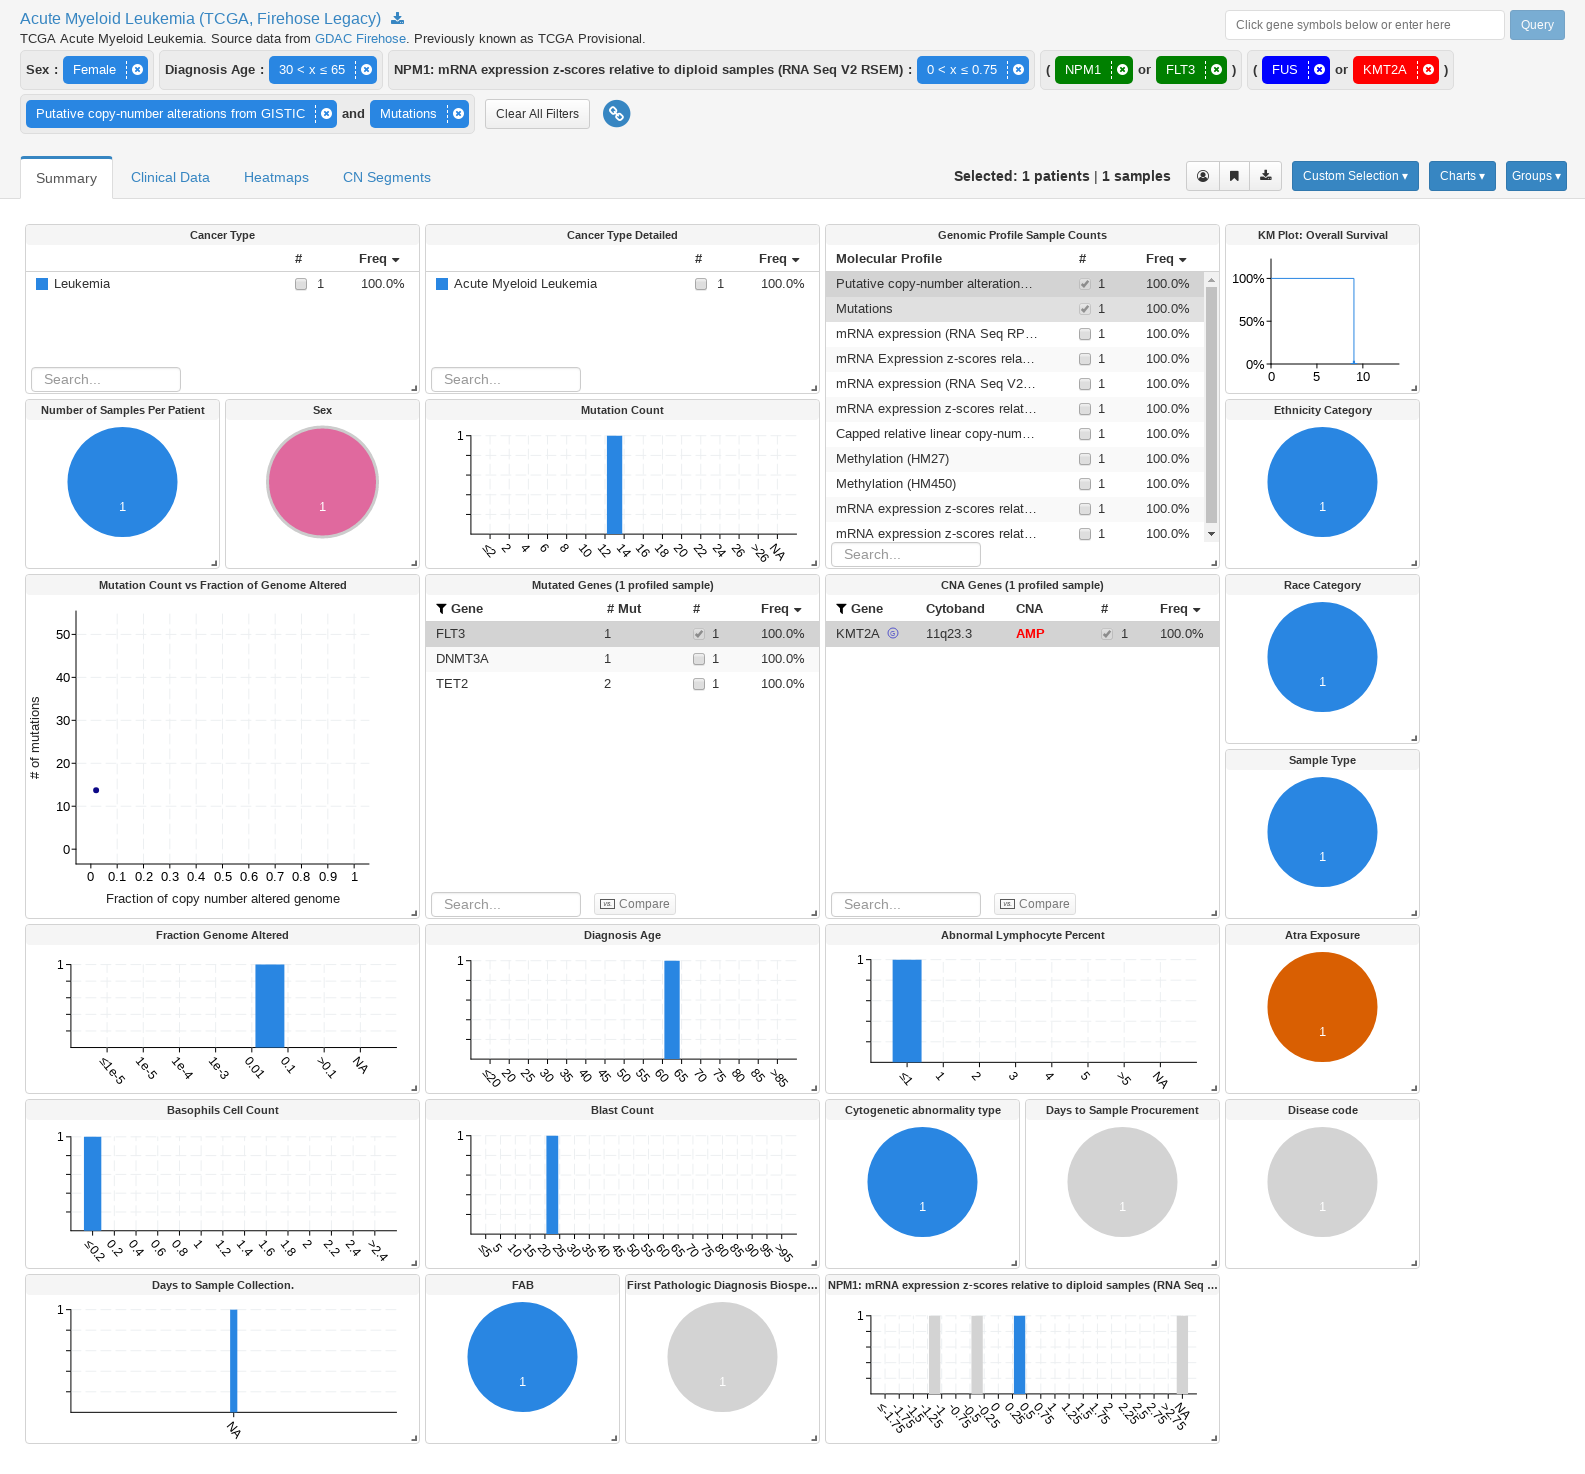 Acute Myeloid Leukemia (TCGA, Firehose Legacy)
TCGA Acute Myeloid Leukemia. Source data from GDAC Firehose. Previously known as TCGA Provisional.
Click gene symbols below or enter here
Query
Sex : Female
Diagnosis Age : 30 < x ≤ 65
NPM1: mRNA expression z-scores relative to diploid samples (RNA Seq V2 RSEM) : 0 < x ≤ 0.75
( NPM1 or FLT3 )
( FUS or KMT2A )
Putative copy-number alterations from GISTIC and Mutations
Clear All Filters
Summary
Clinical Data
Heatmaps
CN Segments
Selected: 1 patients | 1 samples
Custom Selection ▾
Charts ▾
Groups ▾
Cancer Type
# Freq
Leukemia 1 100.0%
Search...
Cancer Type Detailed
# Freq
Acute Myeloid Leukemia 1 100.0%
Search...
Genomic Profile Sample Counts
Molecular Profile # Freq
Putative copy-number alteration… 1 100.0%
Mutations 1 100.0%
mRNA expression (RNA Seq RP… 1 100.0%
mRNA Expression z-scores rela… 1 100.0%
mRNA expression (RNA Seq V2… 1 100.0%
mRNA expression z-scores relat… 1 100.0%
Capped relative linear copy-num… 1 100.0%
Methylation (HM27) 1 100.0%
Methylation (HM450) 1 100.0%
mRNA expression z-scores relat… 1 100.0%
mRNA expression z-scores relat… 1 100.0%
Search...
KM Plot: Overall Survival
100%
50%
0%
0 5 10
Number of Samples Per Patient
1
Sex
1
Mutation Count
1
≤2 2 4 6 8 10 12 14 16 18 20 22 24 26 >26 NA
Ethnicity Category
1
Mutation Count vs Fraction of Genome Altered
# of mutations
50
40
30
20
10
0
0 0.1 0.2 0.3 0.4 0.5 0.6 0.7 0.8 0.9 1
Fraction of copy number altered genome
Mutated Genes (1 profiled sample)
Gene # Mut # Freq
FLT3 1 1 100.0%
DNMT3A 1 1 100.0%
TET2 2 1 100.0%
Search...
vs. Compare
CNA Genes (1 profiled sample)
Gene Cytoband CNA # Freq
KMT2A G 11q23.3 AMP 1 100.0%
Search...
vs. Compare
Race Category
1
Sample Type
1
Fraction Genome Altered
1
≤1e-5 1e-5 1e-4 1e-3 0.01 0.1 >0.1 NA
Diagnosis Age
1
≤20 20 25 30 35 40 45 50 55 60 65 70 75 80 85 >85
Abnormal Lymphocyte Percent
1
≤1 1 2 3 4 5 >5 NA
Atra Exposure
1
Basophils Cell Count
1
≤0.2 0.2 0.4 0.6 0.8 1 1.2 1.4 1.6 1.8 2 2.2 2.4 >2.4
Blast Count
1
≤5 5 10 15 20 25 30 35 40 45 50 55 60 65 70 75 80 85 90 95 >95
Cytogenetic abnormality type
1
Days to Sample Procurement
1
Disease code
1
Days to Sample Collection.
1
NA
FAB
1
First Pathologic Diagnosis Biospe...
1
NPM1: mRNA expression z-scores relative to diploid samples (RNA Seq ...
1
≤-1.75 -1.75 -1.5 -1.25 -1 -0.75 -0.5 -0.25 0 0.25 0.5 0.75 1 1.25 1.5 1.75 2 2.25 2.5 2.75 >2.75 NA